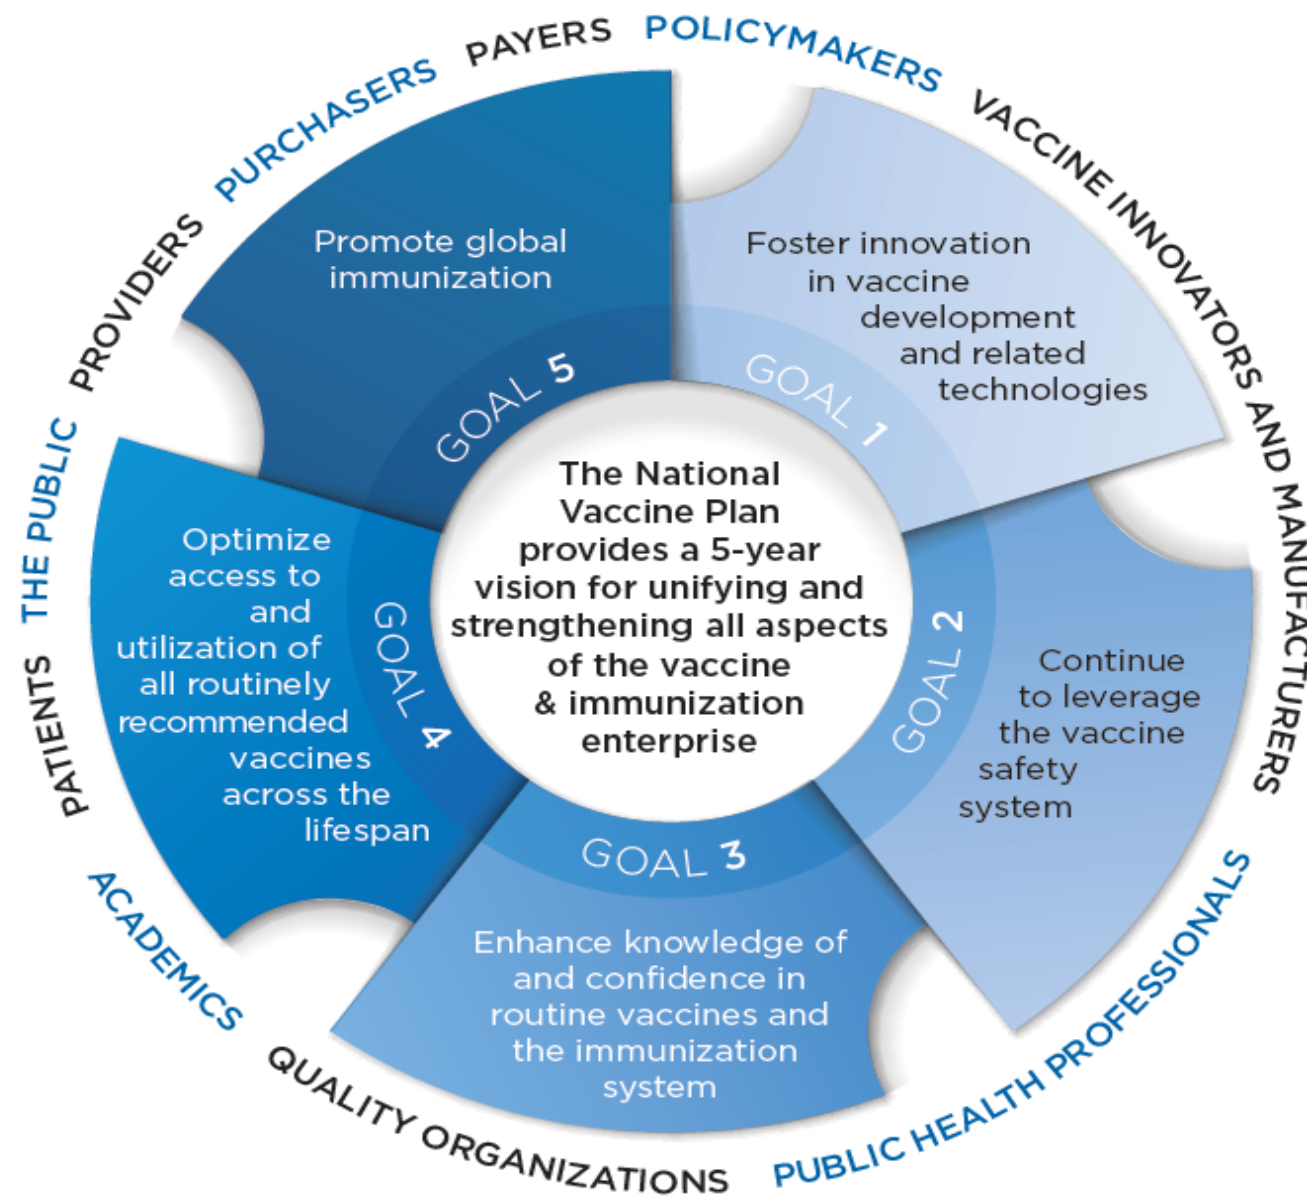 POLICYMAKERS
VACCINE INNOVATORS AND MANUFACTURERS
PUBLIC HEALTH PROFESSIONALS
QUALITY ORGANIZATIONS
ACADEMICS
PATIENTS
THE PUBLIC
PROVIDERS
PURCHASERS
PAYERS
Foster innovation
in vaccine
development
and related
technologies
GOAL 1
Continue
to leverage
the vaccine
safety
system
GOAL 2
GOAL 3
Enhance knowledge of
and confidence in
routine vaccines and
the immunization
system
Optimize
access to
and
utilization of
all routinely
recommended
vaccines
across the
lifespan
GOAL 4
Promote global
immunization
GOAL 5
The National
Vaccine Plan
provides a 5-year
vision for unifying and
strengthening all aspects
of the vaccine
& immunization
enterprise